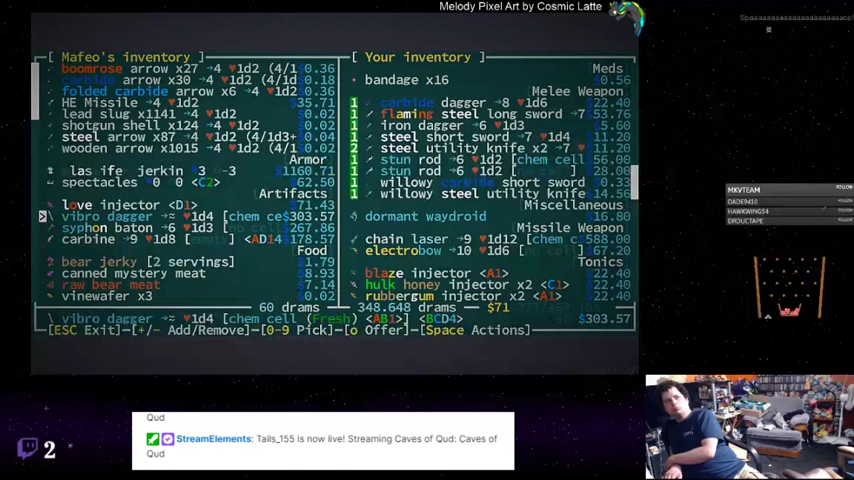 Melody Pixel Art by Cosmic Latte
[ Mafeo's inventory ]
boomrose arrow x27 →4 ♥1d2 (4/1$0.36
carbide arrow x30 →4 ♥1d2 (4/1d$0.18
folded carbide arrow x6 →4 ♥1d2 $0.36
HE Missile →4 ♥1d2 $35.71
lead slug x1141 →4 ♥1d2 $0.02
shotgun shell x124 →4 ♥1d2 $0.02
steel arrow x87 →4 ♥1d2 (4/1d3+$0.04
wooden arrow x1015 →4 ♥1d2 $0.02
[Armor
jerkin $1160.71
spectacles <C2> $62.50
[Artifacts
love injector <D1> $71.43
vibro dagger →≈ ♥1d4 [chem ce$303.57
syphon baton →6 ♥1d3 $267.86
carbine →9 ♥1d8 <AD14$178.57
[Food
bear jerky [2 servings] $1.79
canned mystery meat $8.93
raw bear meat $7.14
vinewafer x3 $0.02
[ Your inventory ]
Meds
bandage x16 $0.56
[Melee Weapon
1 carbide dagger →8 ♥1d6 $22.40
1 flaming steel long sword →7 $53.76
1 iron dagger →6 ♥1d3 $5.60
1 steel short sword →7 ♥1d4 $11.20
2 steel utility knife x2 →7 ♥$11.20
1 stun rod →6 ♥1d2 [chem cel$56.00
1 stun rod →6 ♥1d2 $28.00
1 willowy carbide short sword $0.33
1 willowy steel utility knife $14.56
[Miscellaneous
dormant waydroid $16.80
[Missile Weapon
chain laser →9 ♥1d12 [chem c$588.00
electrobow →10 ♥1d6 $67.20
[Tonics
blaze injector <A1> $22.40
hulk honey injector x2 <C1> $22.40
rubbergum injector x2 <A1> $22.40
60 drams 348.648 drams — $71
\ vibro dagger →≈ ♥1d4 [chem cell (Fresh) <AB1>] <BCD4> $303.57
[ESC Exit]—[+/- Add/Remove]—[0-9 Pick]—[o Offer]—[Space Actions]
MKVTEAM
DADE9410
HAWKWING54
DROUCTAPE
2
Qud
StreamElements: Tails_155 is now live! Streaming Caves of Qud: Caves of
Qud